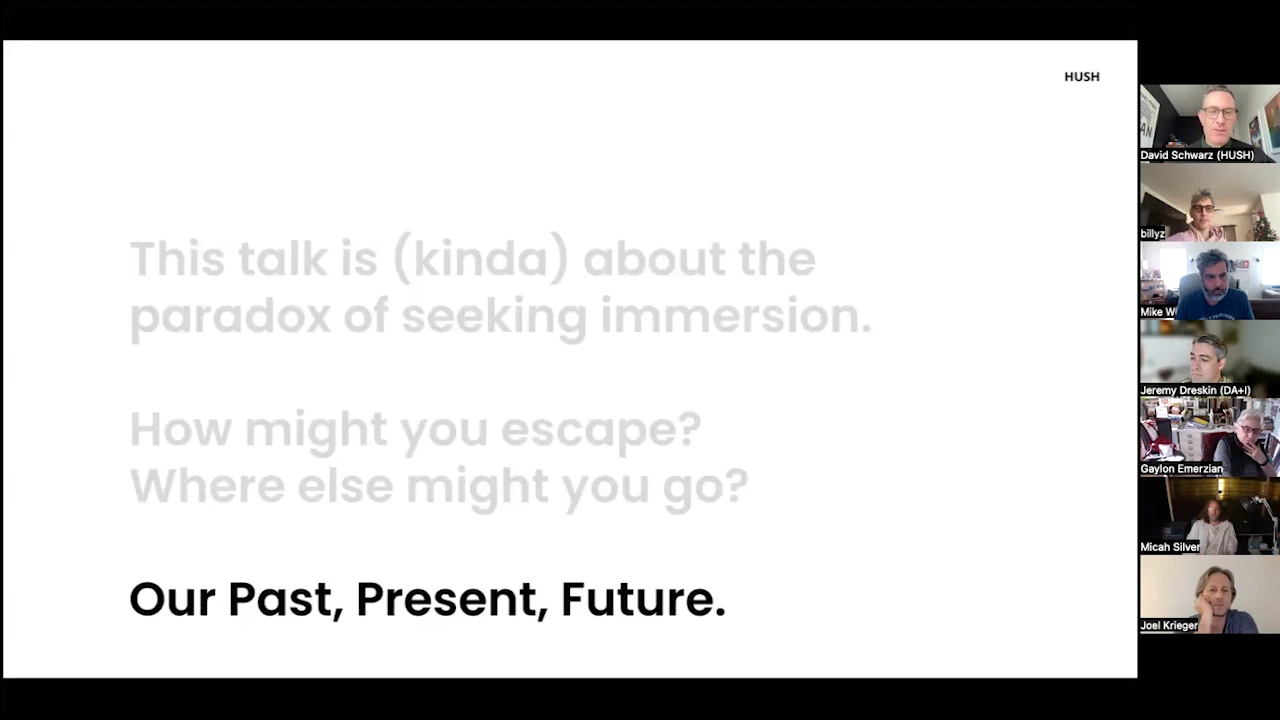 HUSH
This talk is (kinda) about the
paradox of seeking immersion.
How might you escape?
Where else might you go?
Our Past, Present, Future.
David Schwarz (HUSH)
billyz
Mike W
Jeremy Dreskin (DA+I)
Gaylon Emerzian
Micah Silver
Joel Krieger